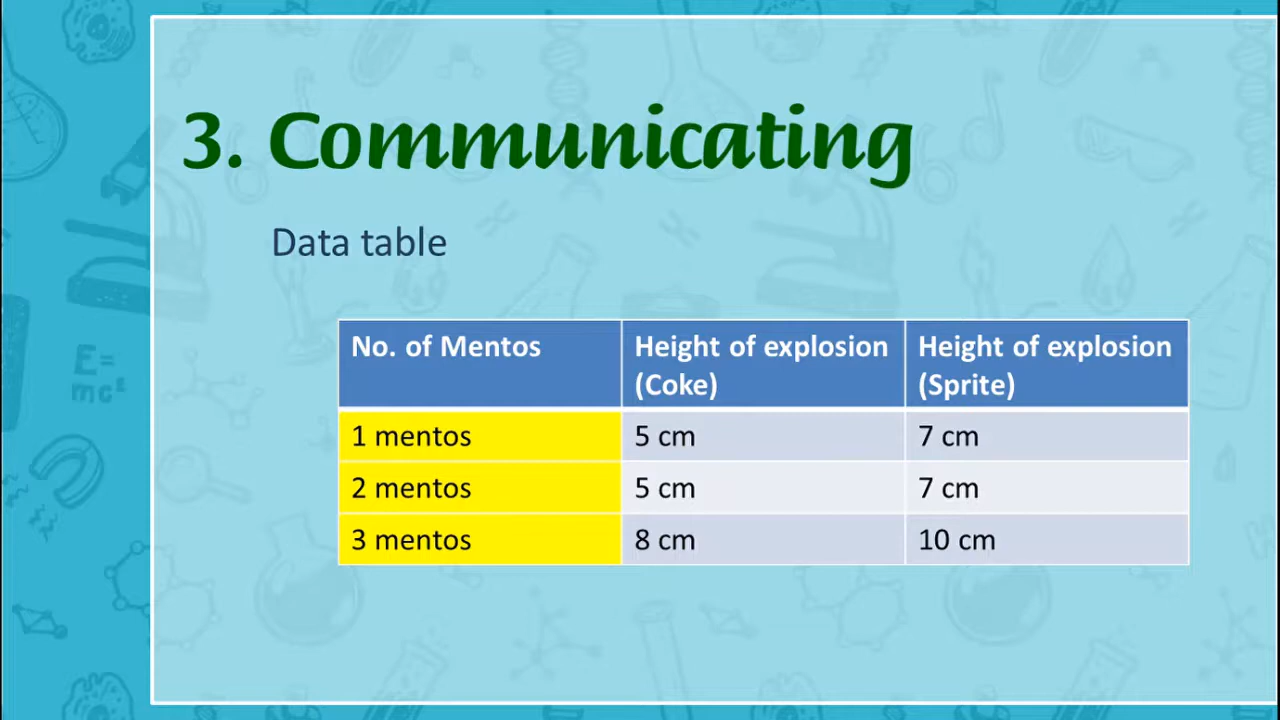 3. Communicating
Data table
No. of Mentos Height of explosion Height of explosion
(Coke) (Sprite)
1 mentos 5 cm 7 cm
2 mentos 5 cm 7 cm
3 mentos 8 cm 10 cm
E=
mc²